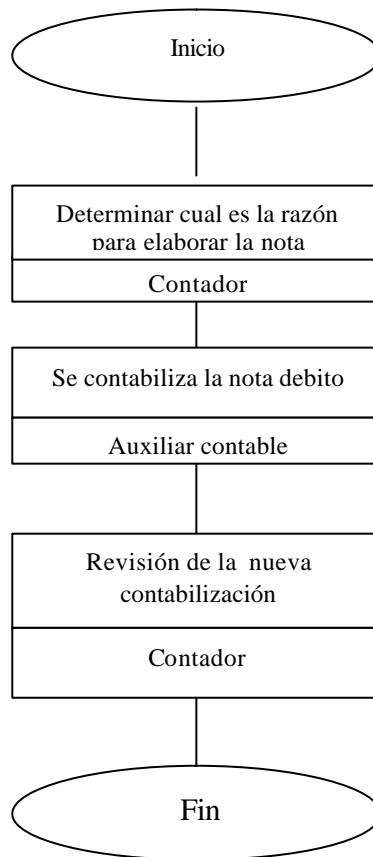 Inicio
Determinar cual es la razón
para elaborar la nota
Contador
Se contabiliza la nota debito
Auxiliar contable
Revisión de la nueva
contabilización
Contador
Fin